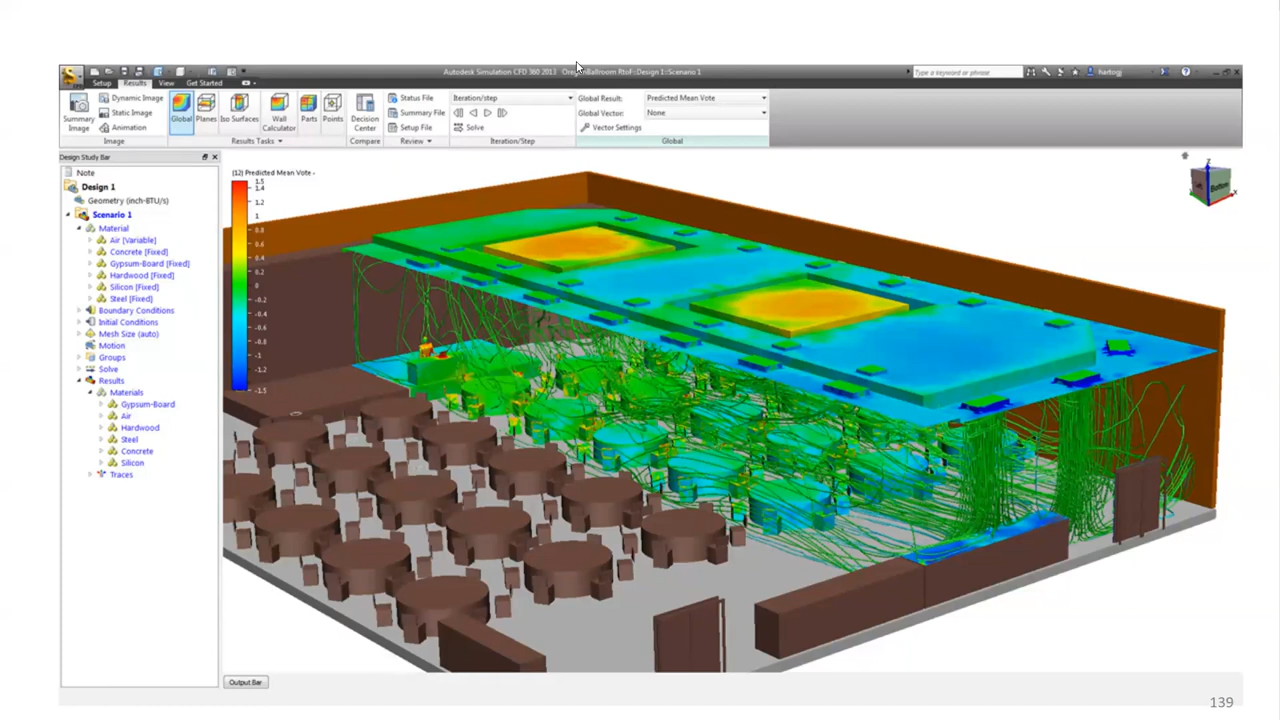 Autodesk Simulation CFD 360 2013 Ore Ballroom RtoF::Design 1::Scenario 1
Type a keyword or phrase
hertogj
Setup Results View Get Started
Summary Image
Dynamic Image
Static Image
Animation
Image
Global
Planes
Iso Surfaces
Wall Calculator
Parts
Points
Results Tasks
Decision Center
Compare
Status File
Summary File
Setup File
Review
Iteration/step
Solve
Iteration/Step
Global Result: Predicted Mean Vote
Global Vector: None
Vector Settings
Global
Design Study Bar
Note
Design 1
Geometry (inch-BTU/s)
Scenario 1
Material
Air [Variable]
Concrete [Fixed]
Gypsum-Board [Fixed]
Hardwood [Fixed]
Silicon [Fixed]
Steel [Fixed]
Boundary Conditions
Initial Conditions
Mesh Size (auto)
Motion
Groups
Solve
Results
Materials
Gypsum-Board
Air
Hardwood
Steel
Concrete
Silicon
Traces
(12) Predicted Mean Vote -
1.5
1.4
1.2
1
0.8
0.6
0.4
0.2
0
-0.2
-0.4
-0.6
-0.8
-1
-1.2
-1.5
Z
Bottom
Output Bar
139